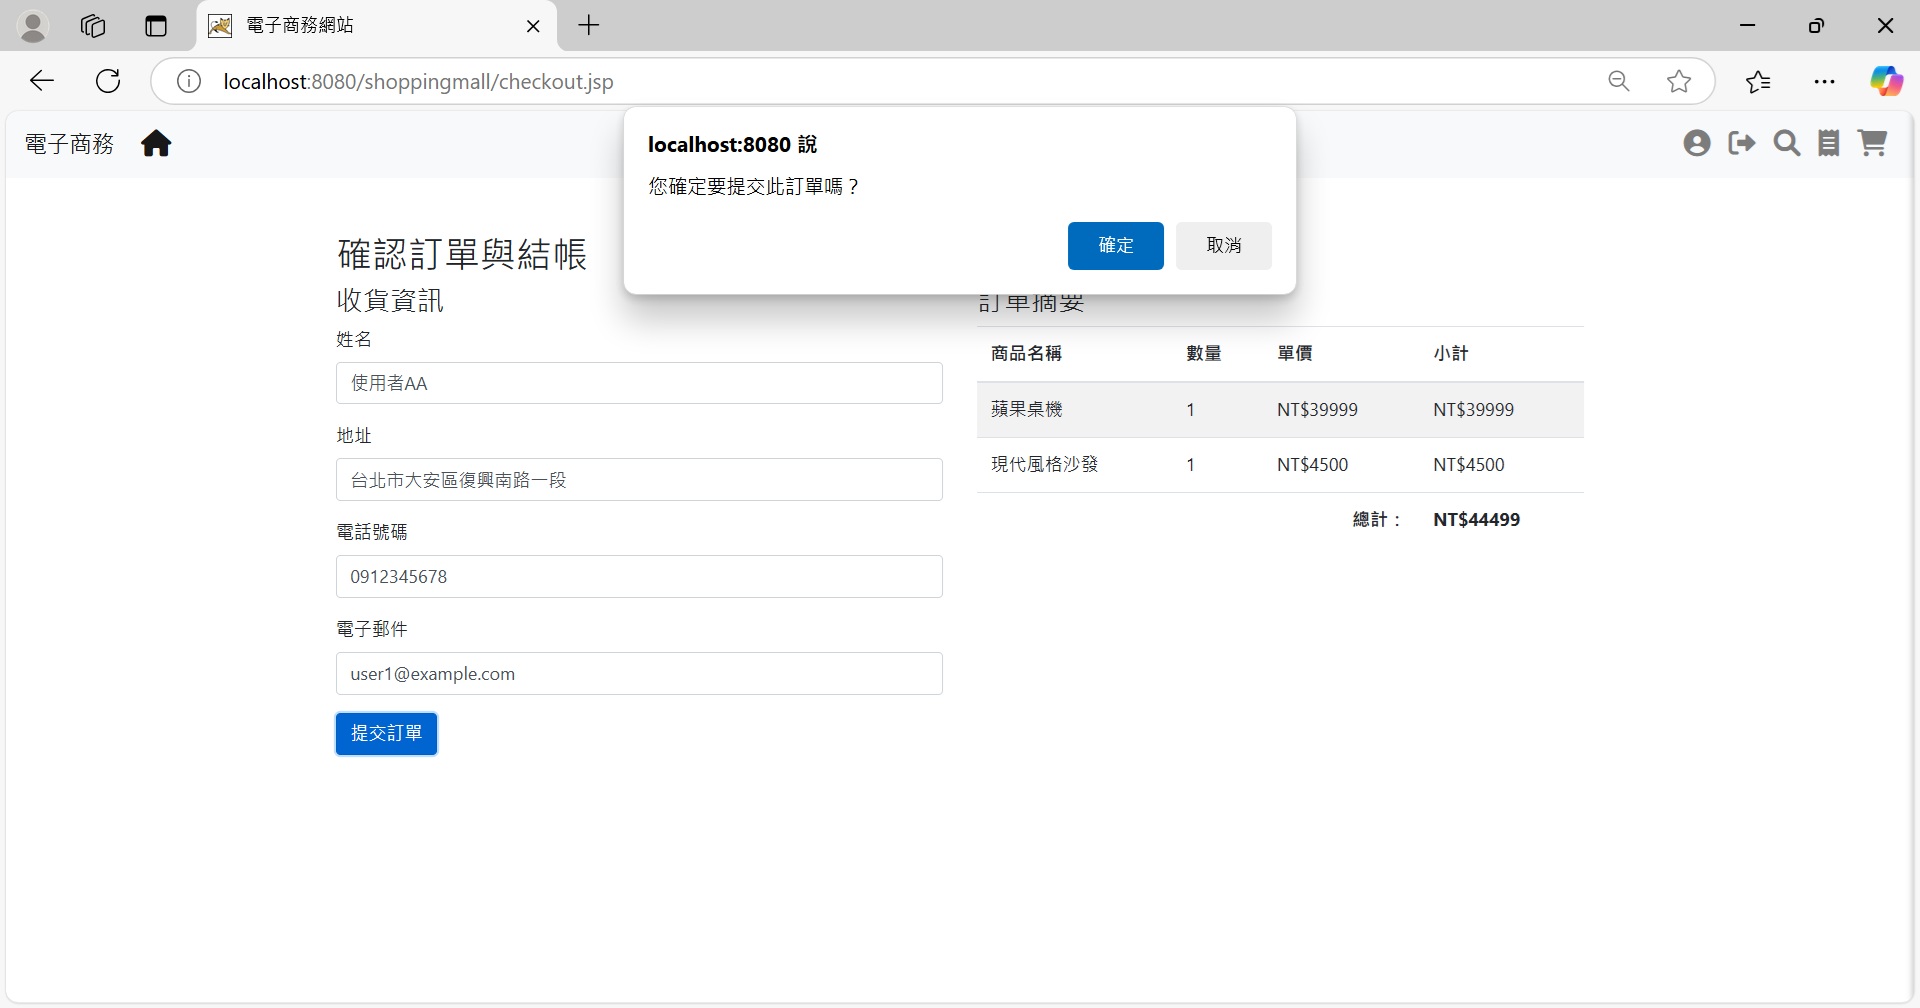 電子商務網站
localhost:8080/shoppingmall/checkout.jsp
電子商務
localhost:8080 說
您確定要提交此訂單嗎？
確定
取消
確認訂單與結帳
收貨資訊
姓名
使用者AA
地址
台北市大安區復興南路一段
電話號碼
0912345678
電子郵件
user1@example.com
提交訂單
訂單摘要
商品名稱 數量 單價 小計
蘋果桌機 1 NT$39999 NT$39999
現代風格沙發 1 NT$4500 NT$4500
總計： NT$44499